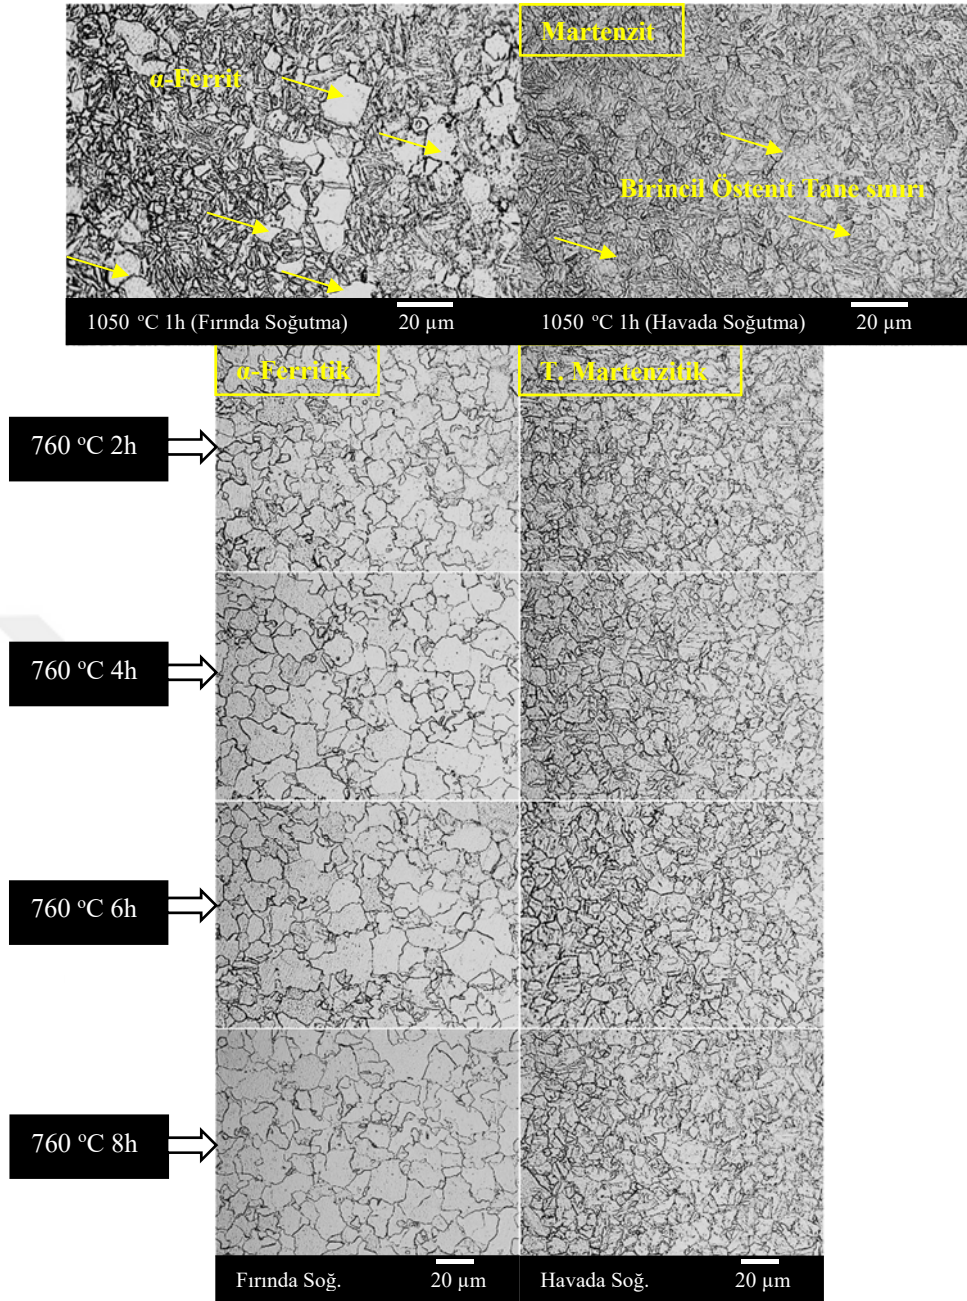 Martenzit
α-Ferrit
Birincil Östenit Tane sınırı
1050 °C 1h (Fırında Soğutma) 20 µm
1050 °C 1h (Havada Soğutma) 20 µm
α-Ferritik
T. Martenzitik
760 °C 2h
760 °C 4h
760 °C 6h
760 °C 8h
Fırında Soğ. 20 µm
Havada Soğ. 20 µm